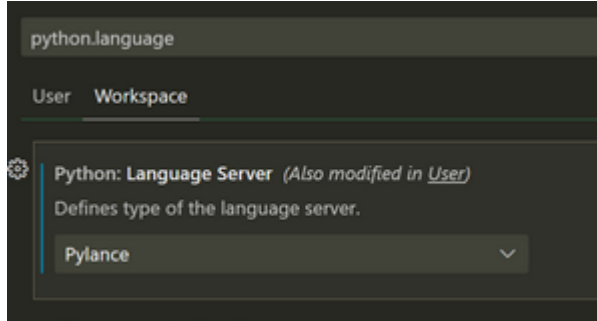 python.language
User Workspace
Python: Language Server (Also modified in User)
Defines type of the language server.
Pylance